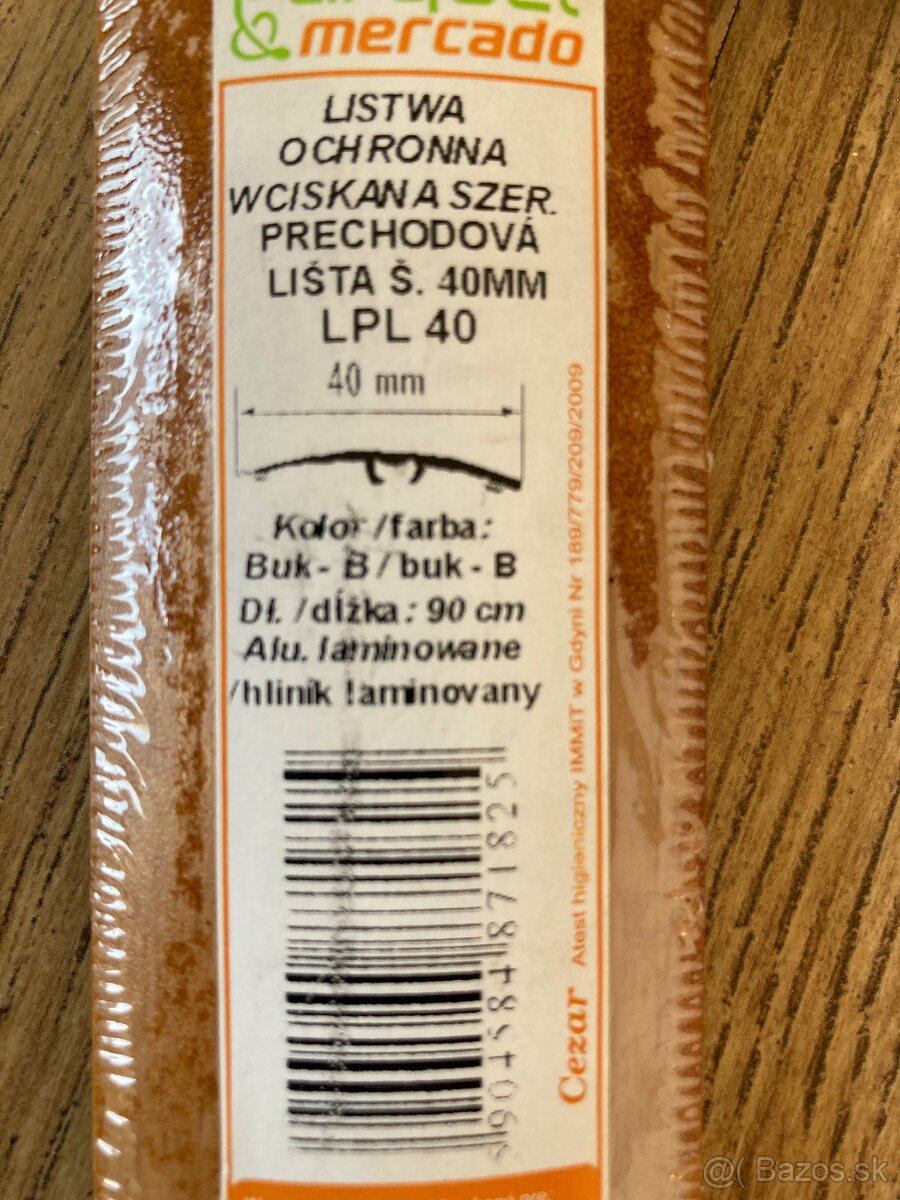 & mercado
LISTWA
OCHRONNA
WCISKANA SZER.
PRECHODOVÁ
LIŠTA Š. 40MM
LPL 40
40 mm
Kolor /farba:
Buk - B / buk - B
Dł. /dĺžka: 90 cm
Alu. laminowane
/hliník laminovany
5904584871825
Cezar Atest higieniczny IMMiT w Gdyni Nr 189/779/209/2009
@( Bazos.sk